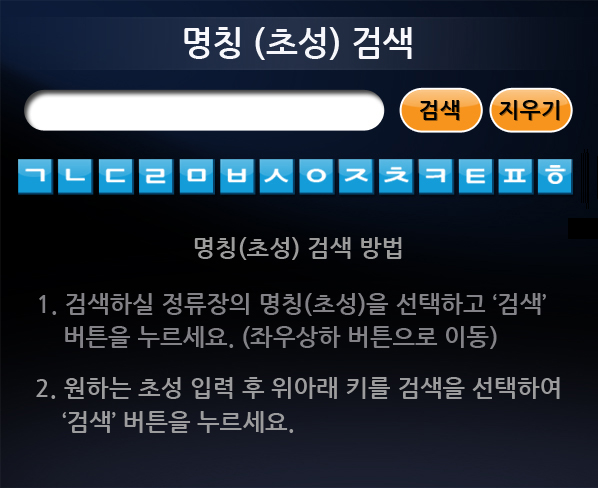 명칭 (초성) 검색
검색 지우기
ㄱ ㄴ ㄷ ㄹ ㅁ ㅂ ㅅ ㅇ ㅈ ㅊ ㅋ ㅌ ㅍ ㅎ
명칭(초성) 검색 방법
1. 검색하실 정류장의 명칭(초성)을 선택하고 ‘검색’
버튼을 누르세요. (좌우상하 버튼으로 이동)
2. 원하는 초성 입력 후 위아래 키를 검색을 선택하여
‘검색’ 버튼을 누르세요.